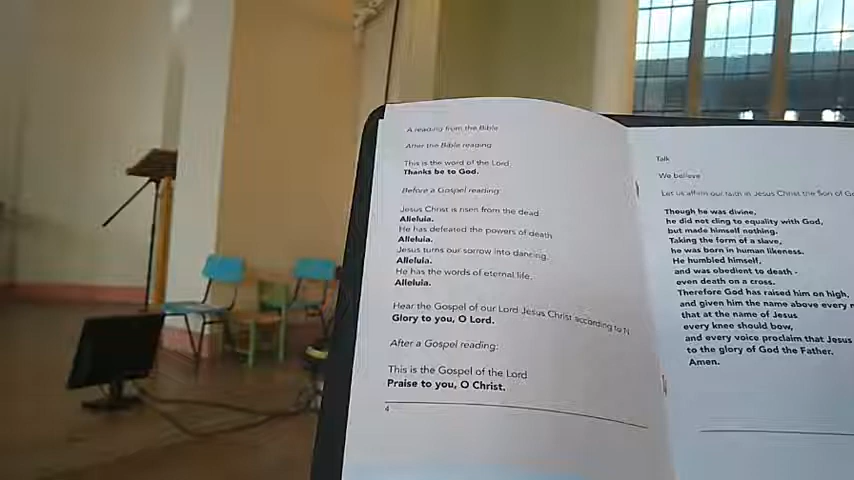 A reading from the Bible
After the Bible reading
This is the word of the Lord
Thanks be to God.
Before a Gospel reading
Jesus Christ is risen from the dead
Alleluia.
He has defeated the powers of death
Alleluia.
Jesus turns our sorrow into dancing.
Alleluia.
He has the words of eternal life.
Alleluia.
Hear the Gospel of our Lord Jesus Christ according to N
Glory to you, O Lord.
After a Gospel reading:
This is the Gospel of the Lord
Praise to you, O Christ.
4
Talk
We believe
Let us affirm our faith in Jesus Christ the Son of
Though he was divine,
he did not cling to equality with God,
but made himself nothing.
Taking the form of a slave,
he was born in human likeness.
He humbled himself,
and was obedient to death -
even death on a cross.
Therefore God has raised him on high,
and given him the name above every
that at the name of Jesus
every knee should bow,
and every voice proclaim that Jesus
to the glory of God the Father.
Amen.